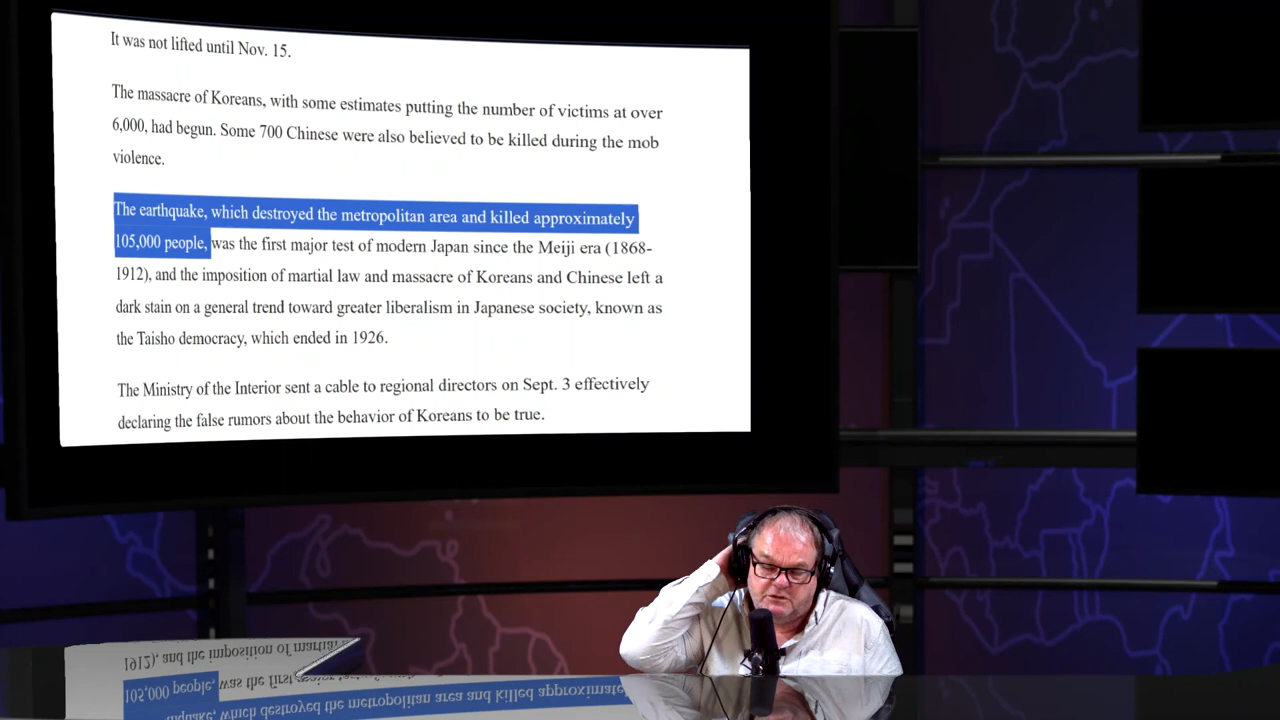 It was not lifted until Nov. 15.
The massacre of Koreans, with some estimates putting the number of victims at over
6,000, had begun. Some 700 Chinese were also believed to be killed during the mob
violence.
The earthquake, which destroyed the metropolitan area and killed approximately
105,000 people, was the first major test of modern Japan since the Meiji era (1868-
1912), and the imposition of martial law and massacre of Koreans and Chinese left a
dark stain on a general trend toward greater liberalism in Japanese society, known as
the Taisho democracy, which ended in 1926.
The Ministry of the Interior sent a cable to regional directors on Sept. 3 effectively
declaring the false rumors about the behavior of Koreans to be true.